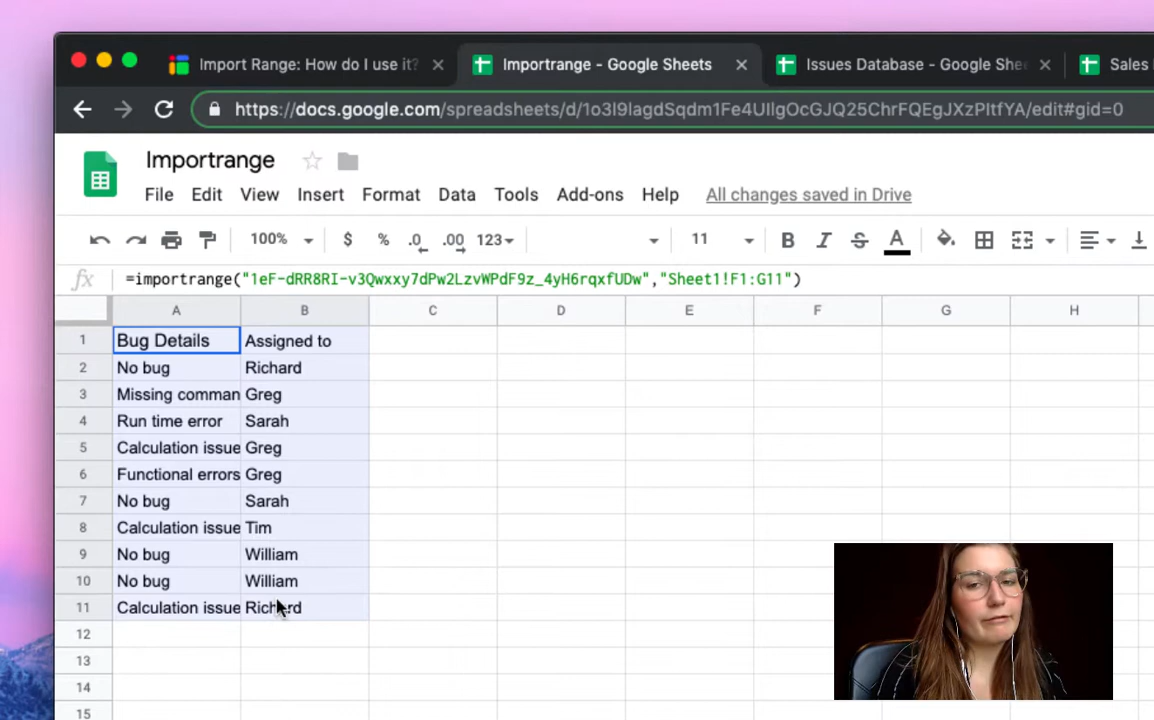 Import Range: How do I use it?
Importrange - Google Sheets
Issues Database - Google She
Sales
https://docs.google.com/spreadsheets/d/1o3I9lagdSqdm1Fe4UIlgOcGJQ25ChrFQEgJXzPItfYA/edit#gid=0
Importrange
File Edit View Insert Format Data Tools Add-ons Help All changes saved in Drive
100% $ % .0 .00 123 11 B I S A
fx =importrange("1eF-dRR8RI-v3Qwxxy7dPw2LzvWPdF9z_4yH6rqxfUDw","Sheet1!F1:G11")
A B C D E F G H
1 Bug Details Assigned to
2 No bug Richard
3 Missing comman Greg
4 Run time error Sarah
5 Calculation issue Greg
6 Functional errors Greg
7 No bug Sarah
8 Calculation issue Tim
9 No bug William
10 No bug William
11 Calculation issue Richard
12
13
14
15